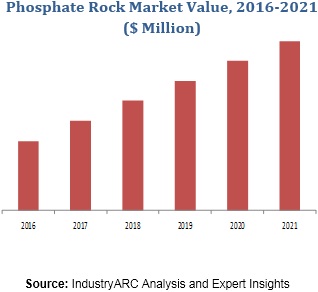 Phosphate Rock Market Value, 2016-2021
($ Million)
2016 2017 2018 2019 2020 2021
Source: IndustryARC Analysis and Expert Insights